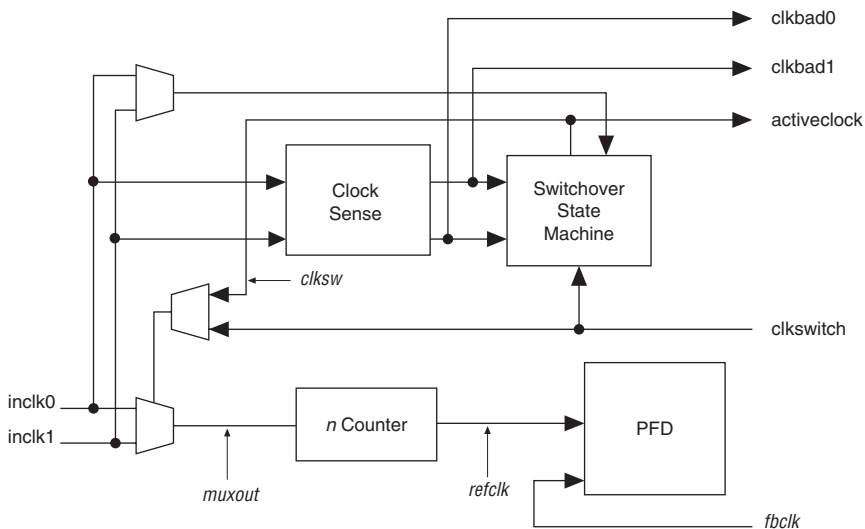 clkbad0
clkbad1
activeclock
Clock
Sense
Switchover
State
Machine
clksw
clkswitch
inclk0
inclk1
n Counter
PFD
muxout
refclk
fbclk